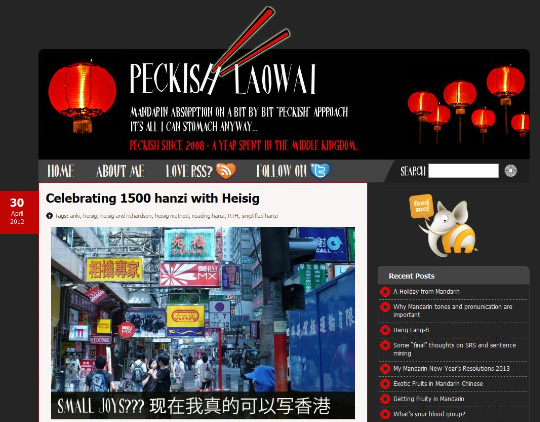 PECKISH LAOWAI
MANDARIN ABSORPTION ON A BIT BY BIT "PECKISH" APPROACH
IT'S ALL I CAN STOMACH ANYWAY...
PECKISH SINCE 2008 - A YEAR SPENT IN THE MIDDLE KINGDOM..
HOME ABOUT ME LOVE RSS? FOLLOW ON SEARCH
30
April
2012
Celebrating 1500 hanzi with Heisig
Tags: anki, heisig, heisig and richardson, heisig method, reading hanzi, RTH, simplified hanzi
相機專家
MX
SMALL JOYS??? 现在我真的可以写香港
feed me!
Recent Posts
A Holiday from Mandarin
Why Mandarin tones and pronunication are
important
Using Lang-8
Some "final" thoughts on SRS and sentence
mining
My Mandarin New Year's Resolutions 2013
Exotic Fruits in Mandarin Chinese
Getting Fruity in Mandarin
What's your blood group?